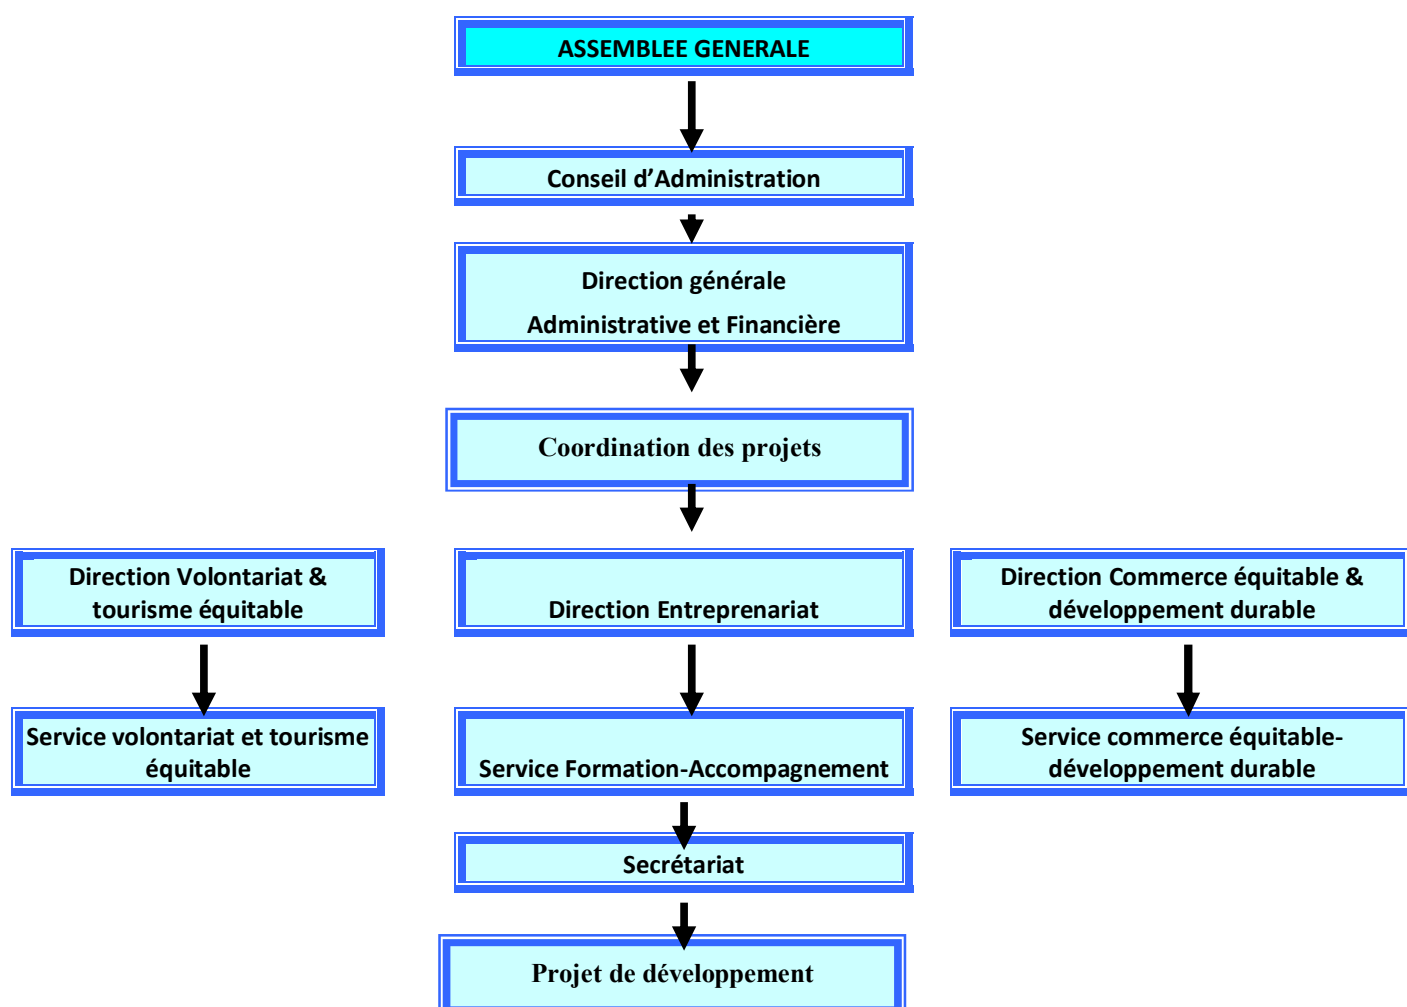 ASSEMBLEE GENERALE
Conseil d’Administration
Direction générale
Administrative et Financière
Coordination des projets
Direction Volontariat &
tourisme équitable
Direction Entreprenariat
Direction Commerce équitable &
développement durable
Service volontariat et tourisme
équitable
Service Formation-Accompagnement
Service commerce équitable-
développement durable
Secrétariat
Projet de développement